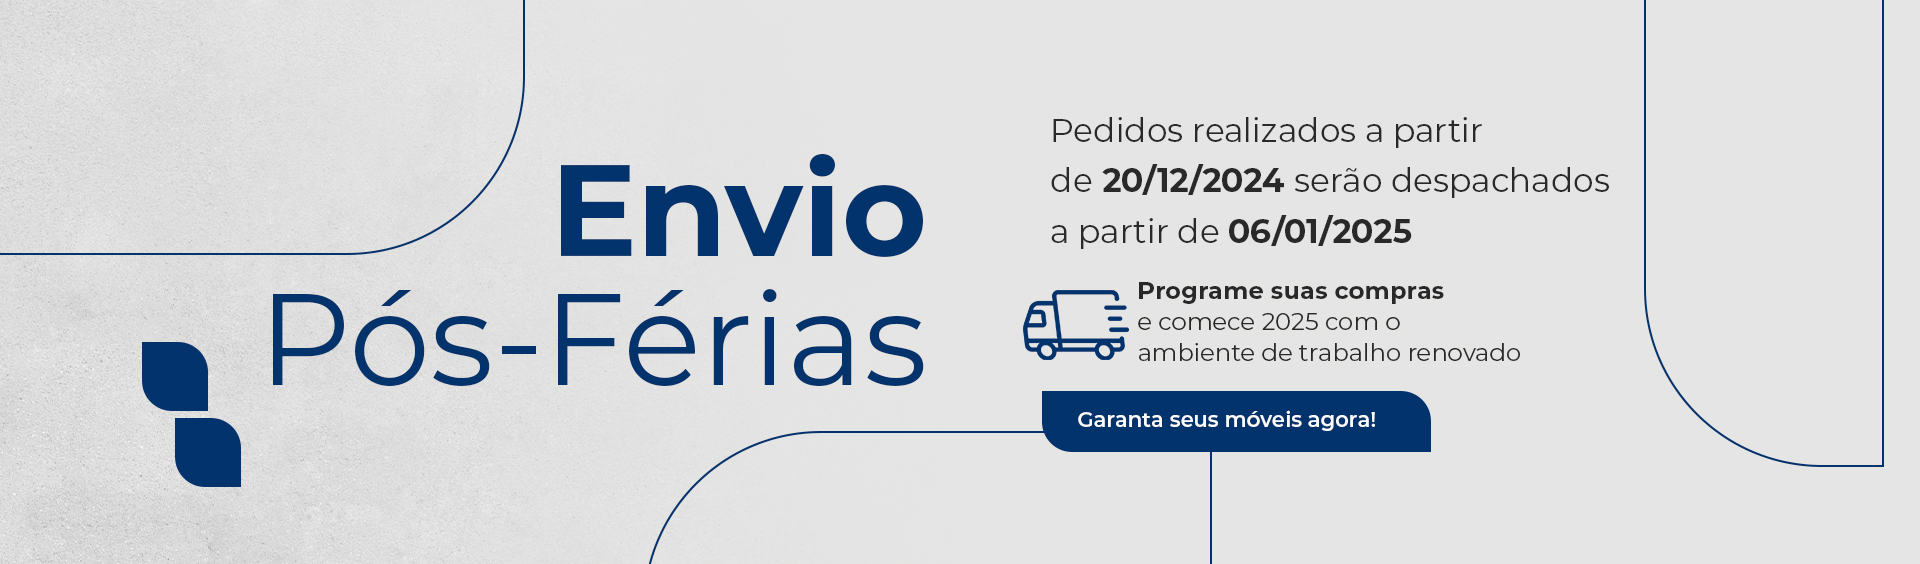 Envio
Pós-Férias
Pedidos realizados a partir
de 20/12/2024 serão despachados
a partir de 06/01/2025
Programe suas compras
e comece 2025 com o
ambiente de trabalho renovado
Garanta seus móveis agora!